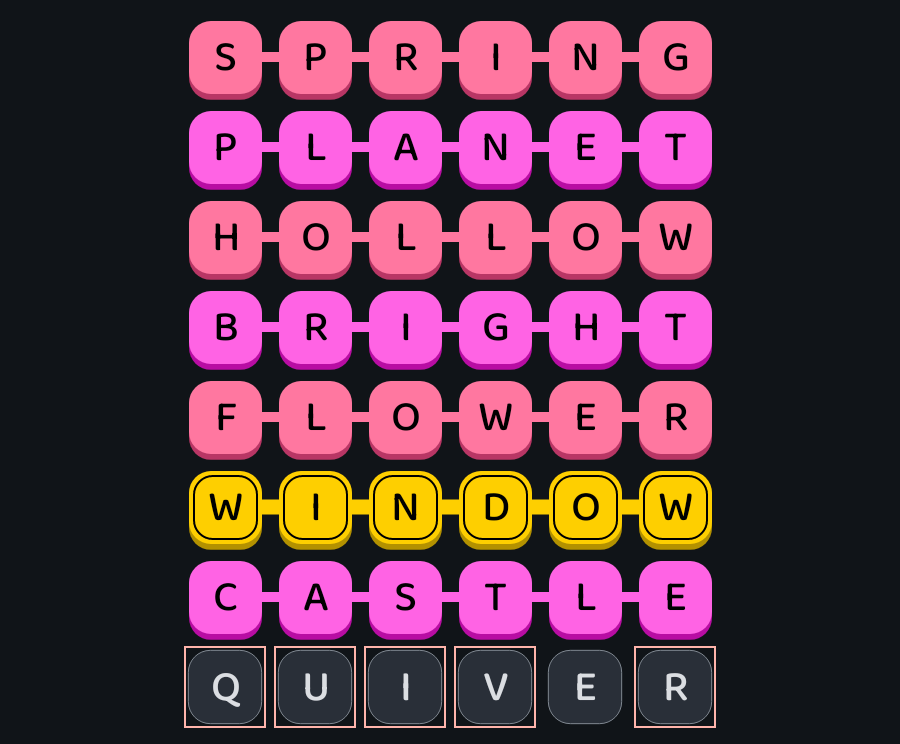 SPRING
PLANET
HOLLOW
BRIGHT
FLOWER
WINDOW
CASTLE
QUIVER